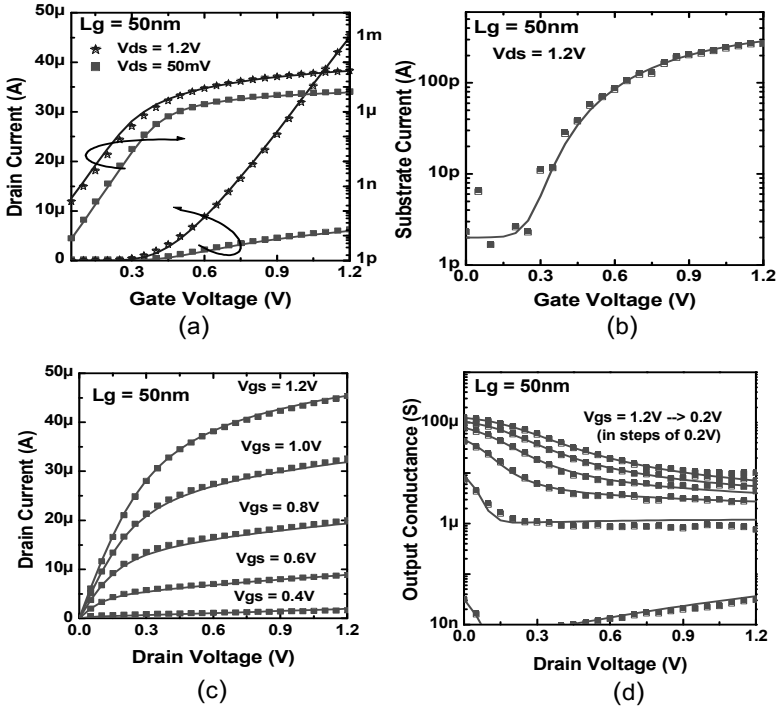 Lg = 50nm
Vds = 1.2V
Vds = 50mV
50µ
40µ
30µ
20µ
10µ
0
1m
1µ
1n
1p
0.3
0.6
0.9
1.2
Drain Current (A)
Gate Voltage (V)
(a)
Lg = 50nm
Vds = 1.2V
100p
10p
1p
0.0
0.3
0.6
0.9
1.2
Substrate Current (A)
Gate Voltage (V)
(b)
Lg = 50nm
Vgs = 1.2V
Vgs = 1.0V
Vgs = 0.8V
Vgs = 0.6V
Vgs = 0.4V
50µ
40µ
30µ
20µ
10µ
0
0.0
0.3
0.6
0.9
1.2
Drain Current (A)
Drain Voltage (V)
(c)
Lg = 50nm
Vgs = 1.2V --> 0.2V
(in steps of 0.2V)
100µ
1µ
10n
0.0
0.3
0.6
0.9
1.2
Output Conductance (S)
Drain Voltage (V)
(d)